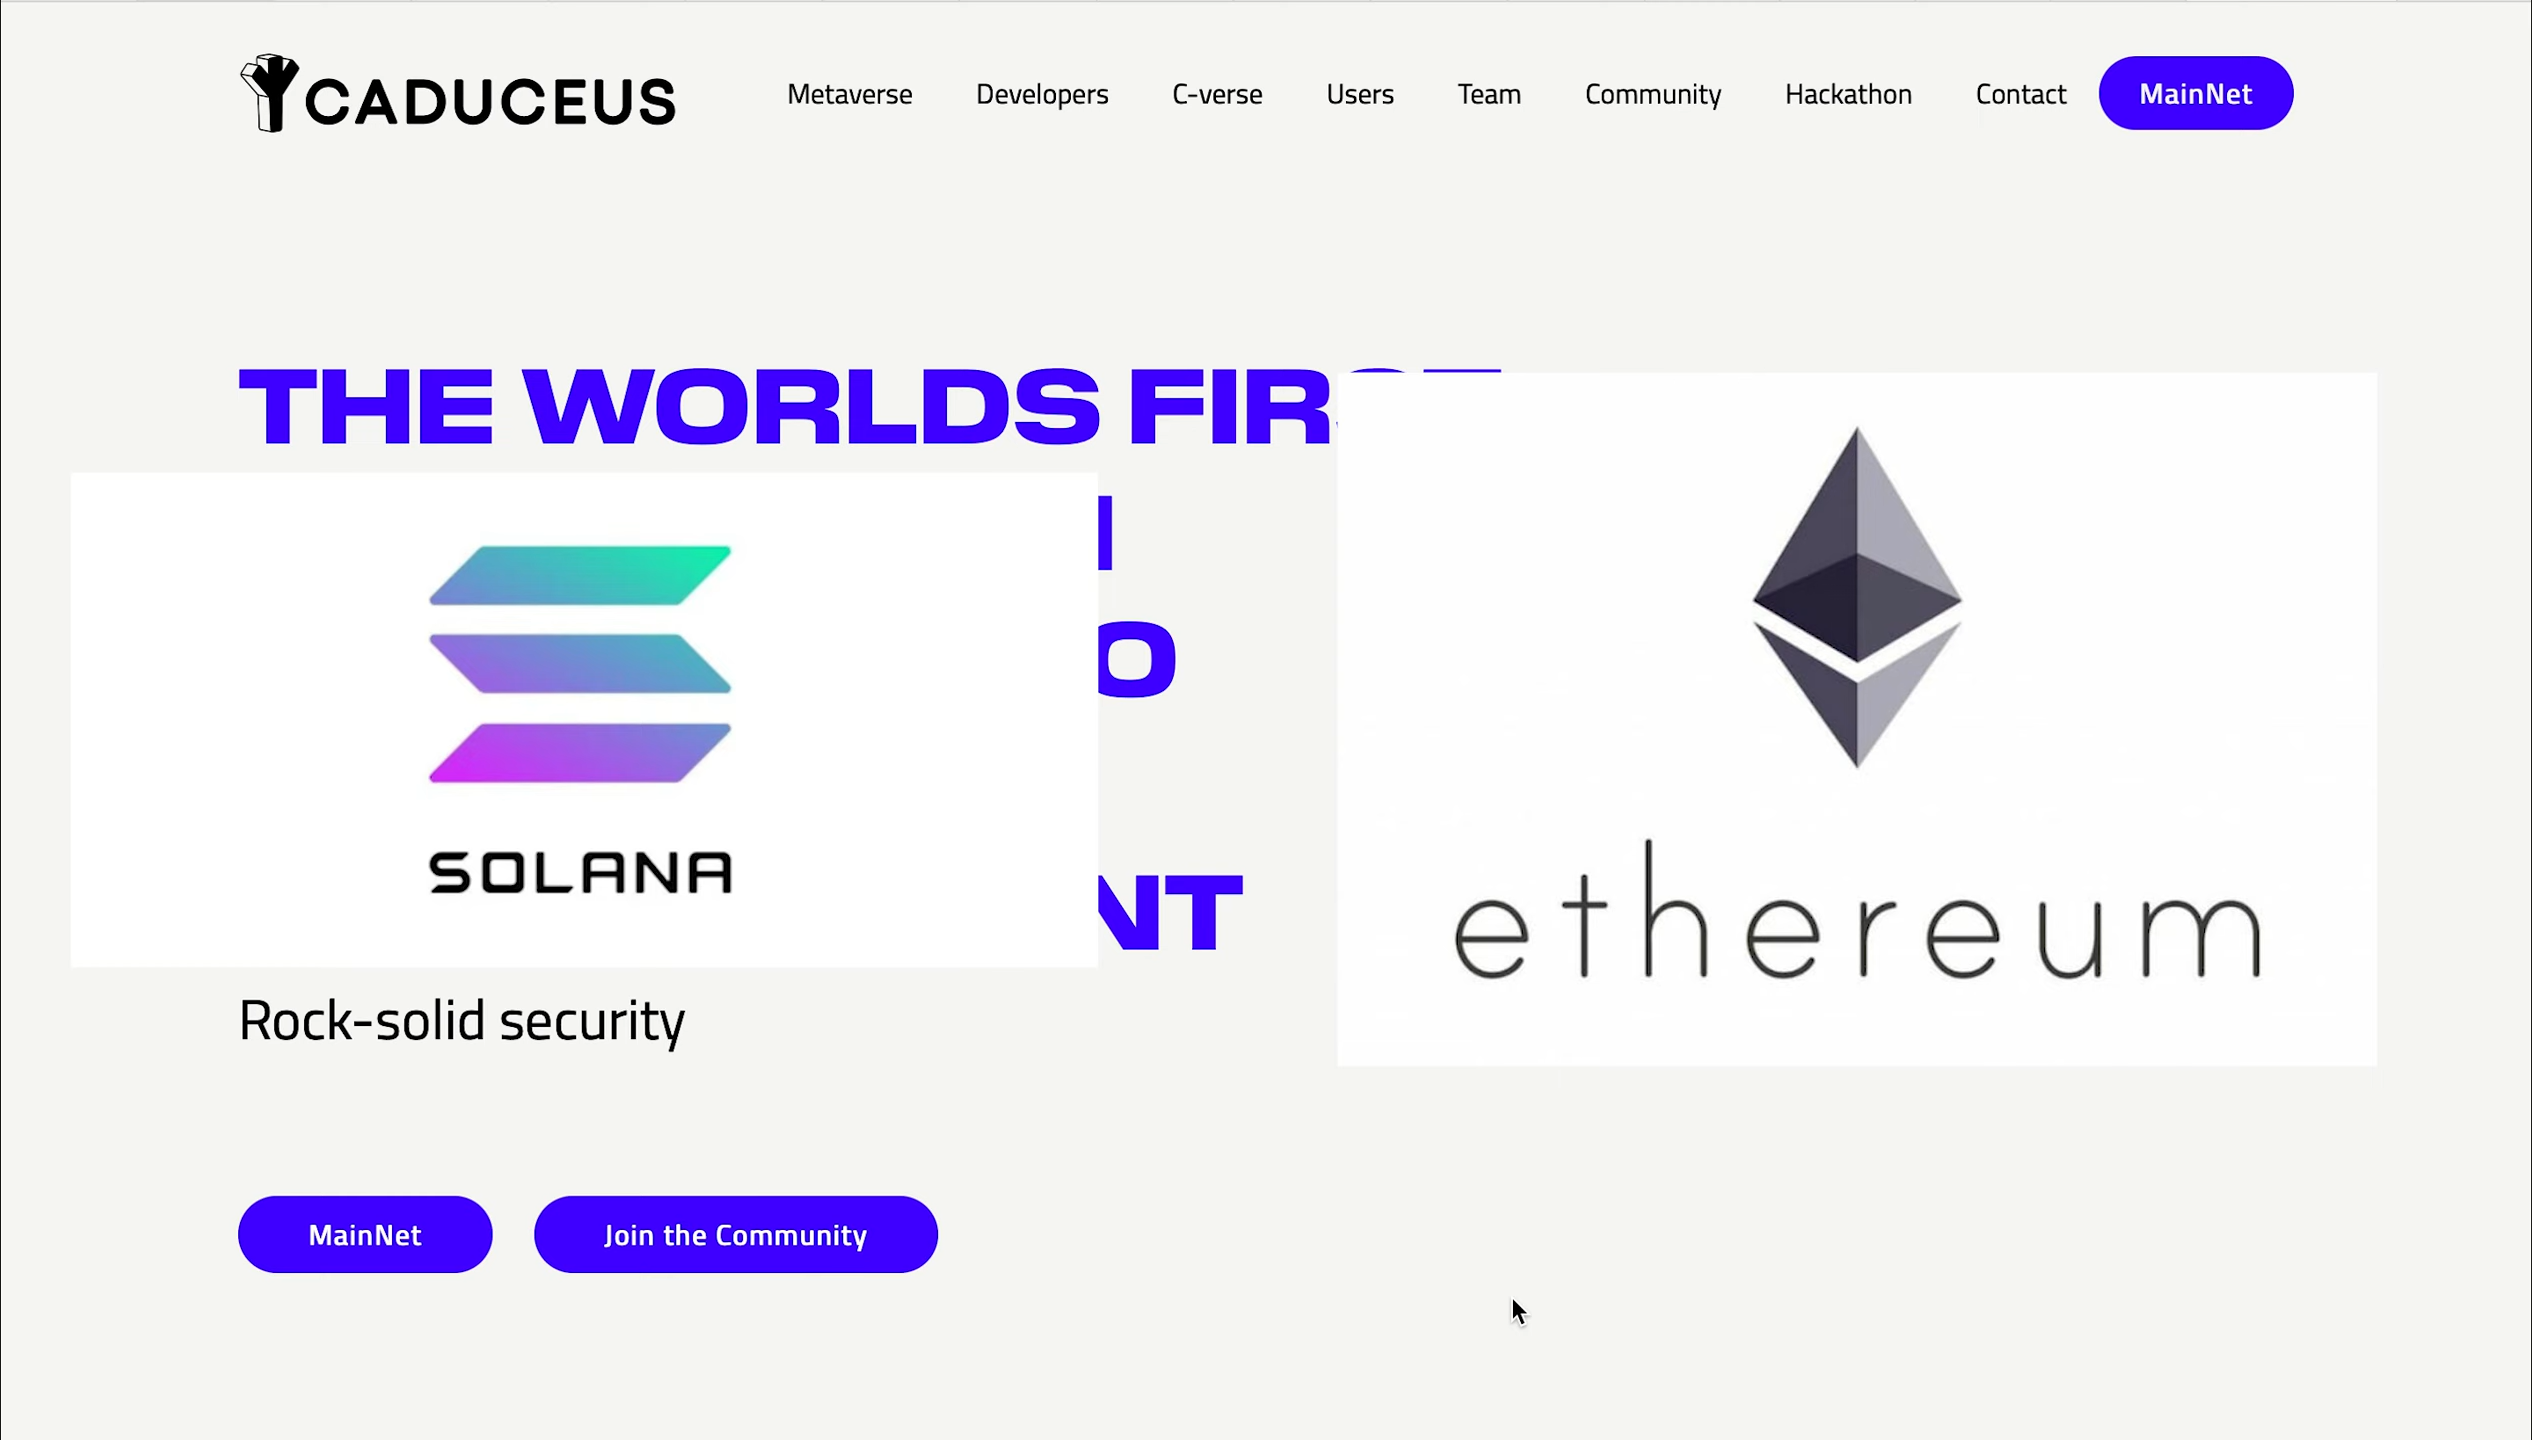 CADUCEUS
Metaverse Developers C-verse Users Team Community Hackathon Contact MainNet
THE WORLDS
SOLANA
ethereum
Rock-solid security
MainNet Join the Community